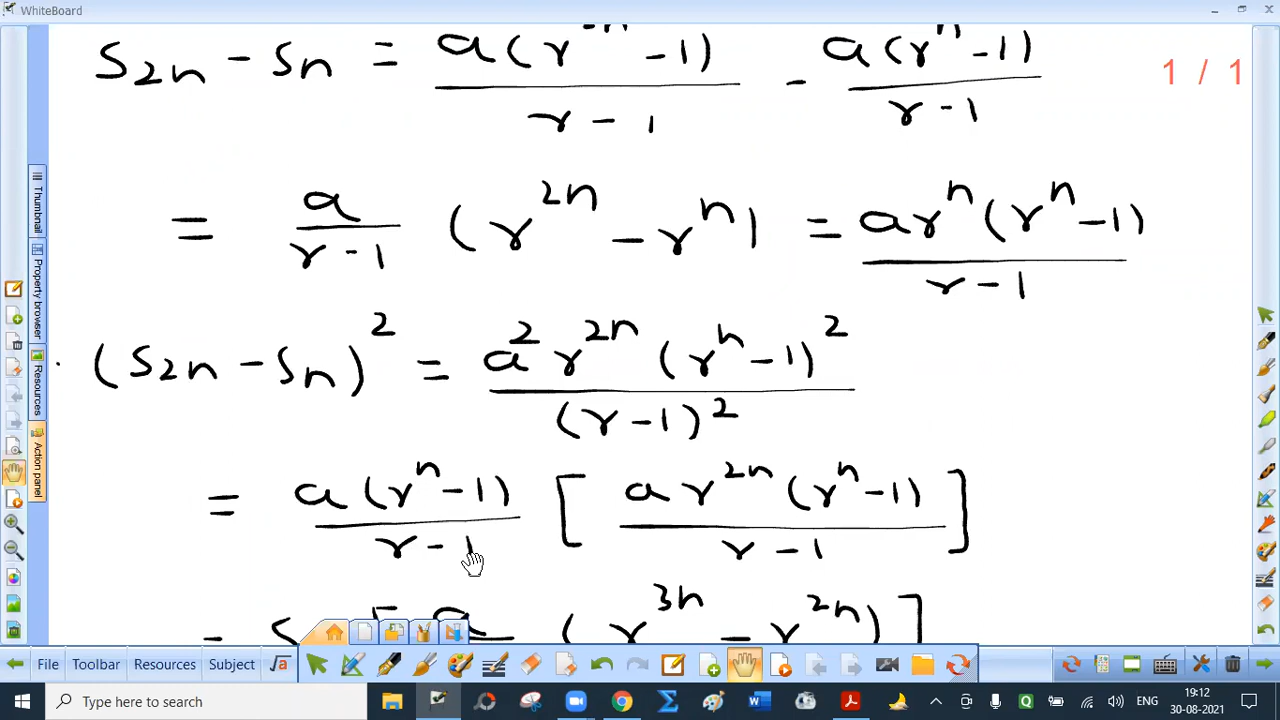 WhiteBoard
S2n - Sn = a(r^2n - 1)/(r - 1) - a(r^n - 1)/(r - 1)
1 / 1
= a/(r - 1) (r^2n - r^n) = ar^n(r^n - 1)/(r - 1)
(S2n - Sn)^2 = a^2 r^2n (r^n - 1)^2/(r - 1)^2
= a(r^n - 1)/(r - 1) [ar^2n (r^n - 1)/(r - 1)]
(r^3n - r^2n)]
Thumbnail
Property browser
Resources
Action panel
File Toolbar Resources Subject √a
Type here to search
W
Q
ENG
19:12
30-08-2021